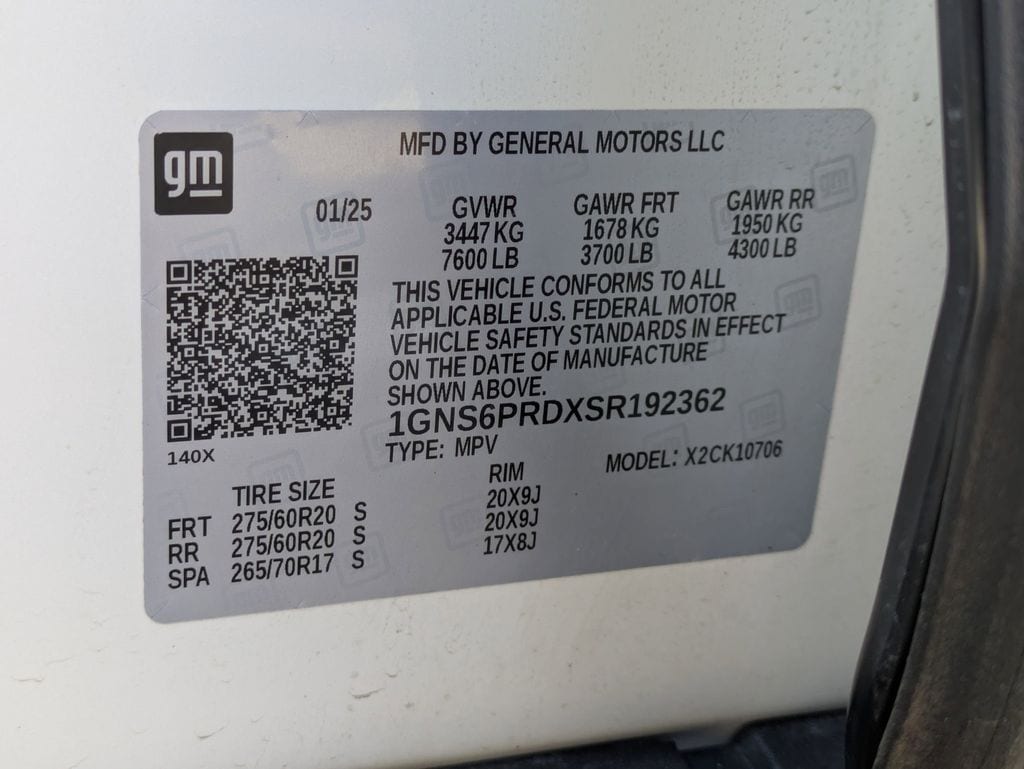 gm
MFD BY GENERAL MOTORS LLC
01/25
GVWR
3447 KG
7600 LB
GAWR FRT
1678 KG
3700 LB
GAWR RR
1950 KG
4300 LB
THIS VEHICLE CONFORMS TO ALL
APPLICABLE U.S. FEDERAL MOTOR
VEHICLE SAFETY STANDARDS IN EFFECT
ON THE DATE OF MANUFACTURE
SHOWN ABOVE.
1GNS6PRDXSR192362
TYPE: MPV
MODEL: X2CK10706
140X
TIRE SIZE RIM
FRT 275/60R20 S 20X9J
RR 275/60R20 S 20X9J
SPA 265/70R17 S 17X8J